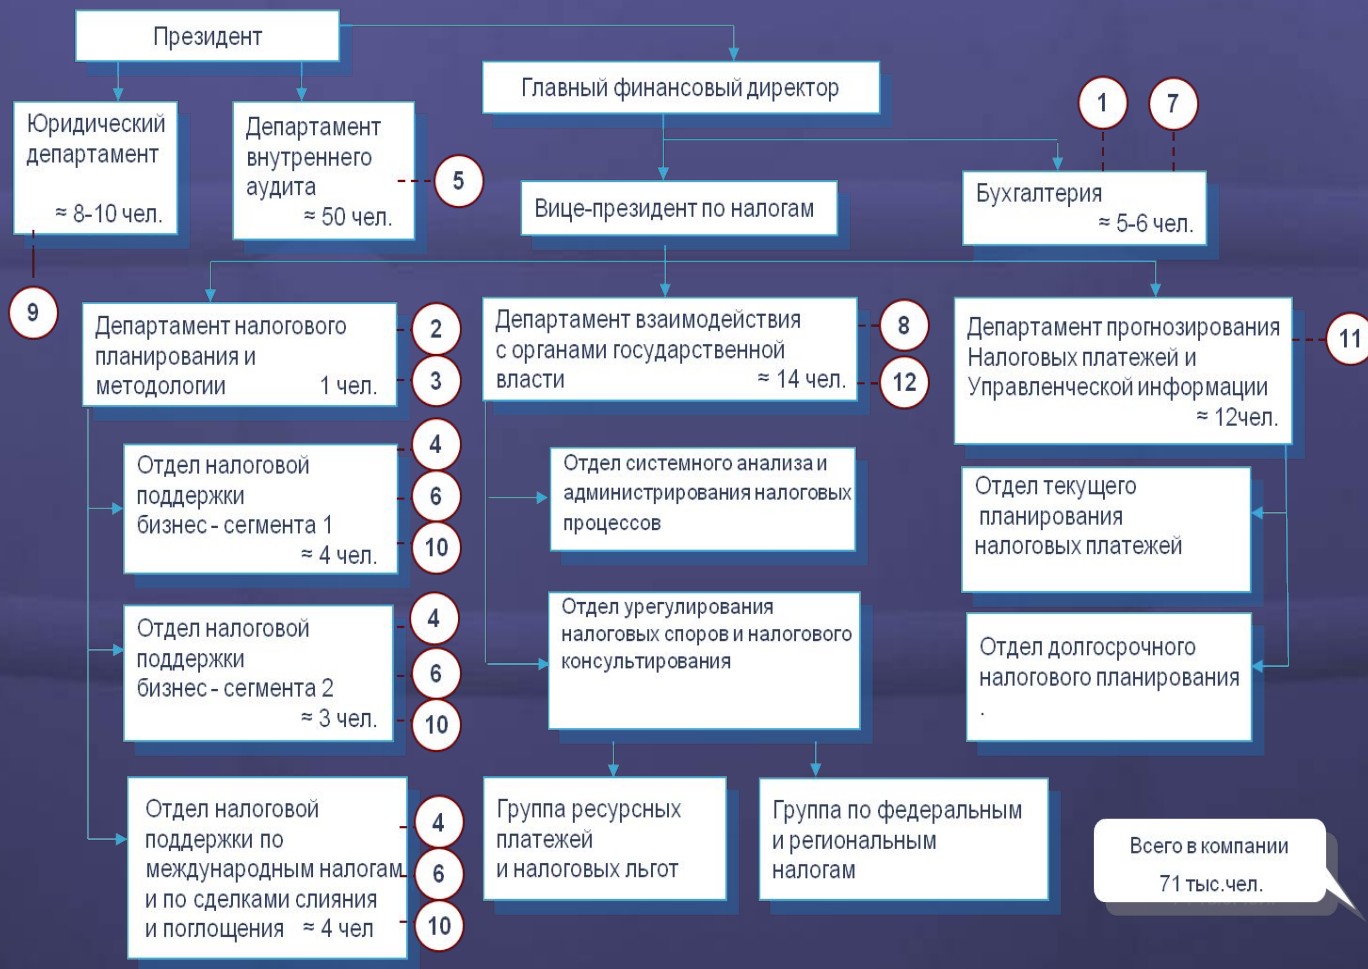 Президент
Главный финансовый директор
1
7
Юридический
департамент
≈ 8-10 чел.
Департамент
внутреннего
аудита
≈ 50 чел.
5
Вице-президент по налогам
Бухгалтерия
≈ 5-6 чел.
9
Департамент налогового
планирования и
методологии 1 чел.
2
3
Департамент взаимодействия
с органами государственной
власти ≈ 14 чел.
8
12
Департамент прогнозирования
Налоговых платежей и
Управленческой информации
≈ 12чел.
11
Отдел налоговой
поддержки
бизнес - сегмента 1
≈ 4 чел.
4
6
10
Отдел системного анализа и
администрирования налоговых
процессов
Отдел текущего
планирования
налоговых платежей
Отдел налоговой
поддержки
бизнес - сегмента 2
≈ 3 чел.
4
6
10
Отдел урегулирования
налоговых споров и налогового
консультирования
Отдел долгосрочного
налогового планирования
.
Отдел налоговой
поддержки по
международным налогам
и по сделками слияния
и поглощения ≈ 4 чел
4
6
10
Группа ресурсных
платежей
и налоговых льгот
Группа по федеральным
и региональным
налогам
Всего в компании
71 тыс.чел.